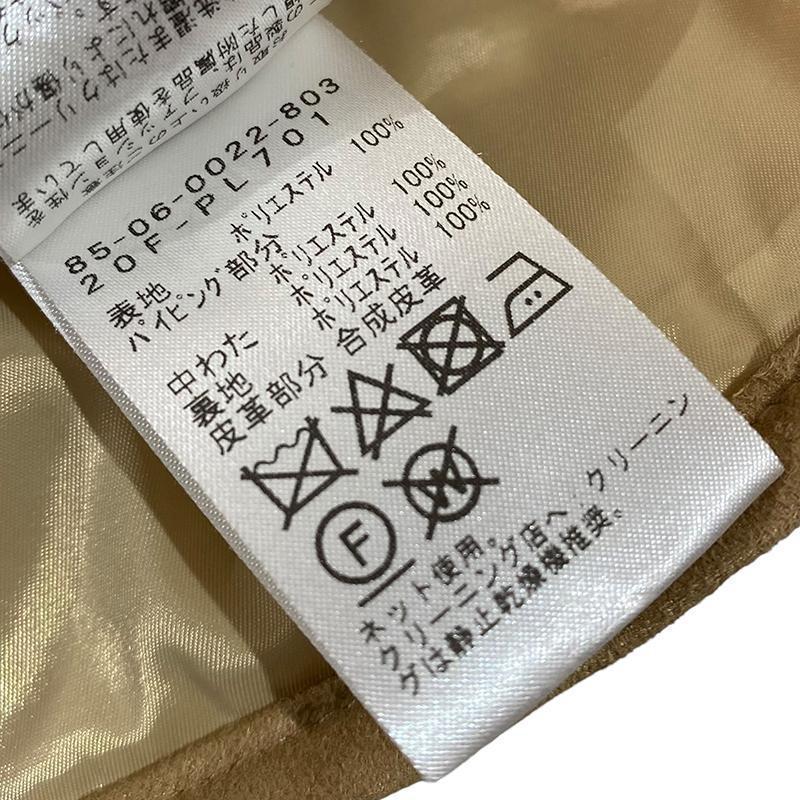 85-06-0022-803
20F-PL701
表地 ポリエステル 100%
パイピング部分 ポリエステル 100%
中わた ポリエステル 100%
裏地 ポリエステル 100%
皮革部分 合成皮革
F W
ネット使用。
クリーニング店へ:クリーニン
グは静止乾燥機推奨。